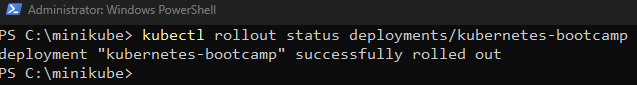 Administrator: Windows PowerShell
PS C:\minikube> kubectl rollout status deployments/kubernetes-bootcamp
deployment "kubernetes-bootcamp" successfully rolled out
PS C:\minikube>